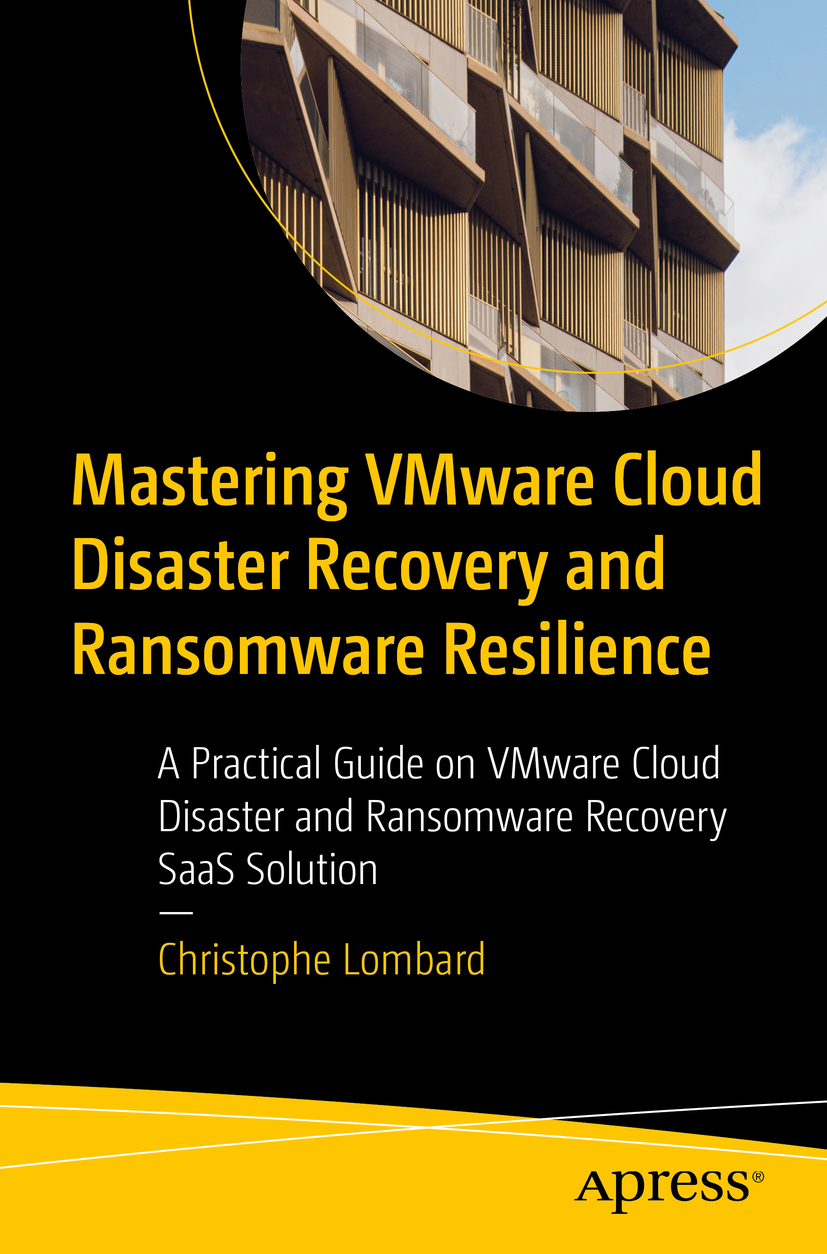 Mastering VMware Cloud
Disaster Recovery and
Ransomware Resilience
A Practical Guide on VMware Cloud
Disaster and Ransomware Recovery
SaaS Solution
—
Christophe Lombard
Apress®